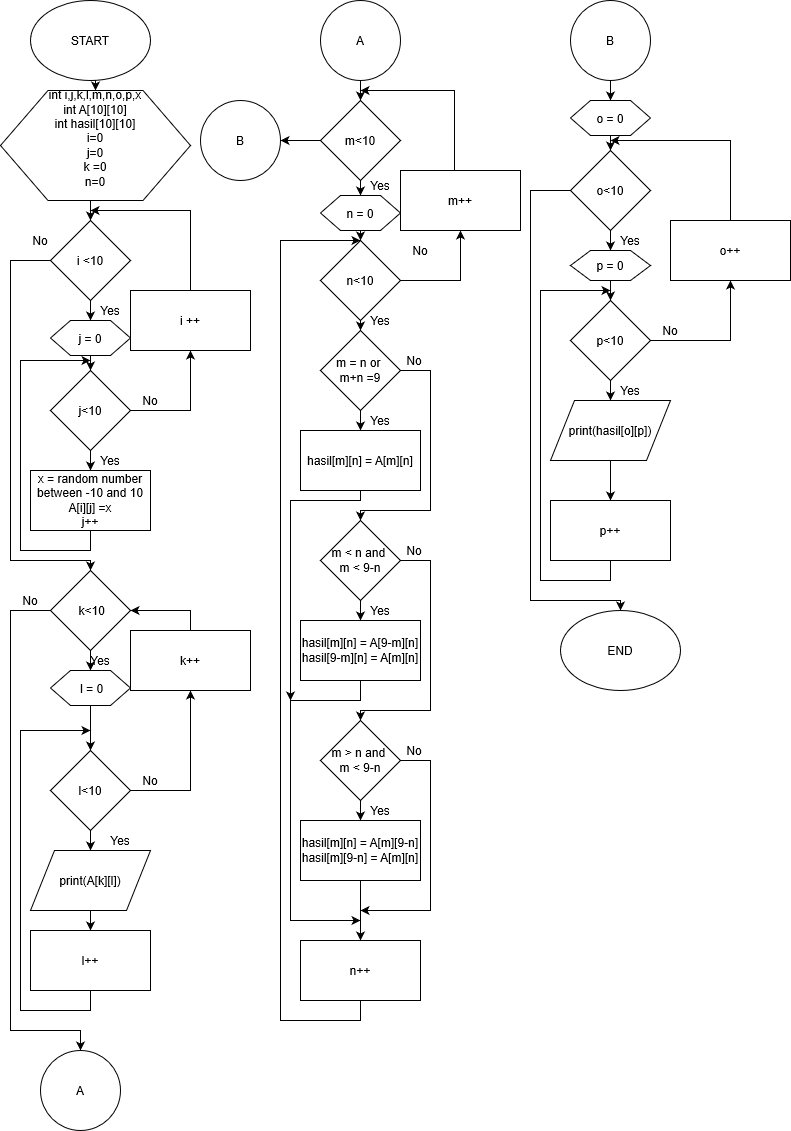 START
int i,j,k,l,m,n,o,p,x
int A[10][10]
int hasil[10][10]
i=0
j=0
k =0
n=0
i <10
No
Yes
i ++
j = 0
j<10
No
Yes
x = random number
between -10 and 10
A[i][j] =x
j++
k<10
No
Yes
k++
l = 0
l<10
No
Yes
print(A[k][l])
l++
A
A
B
m<10
Yes
m++
n = 0
No
n<10
Yes
m = n or
m+n =9
No
Yes
hasil[m][n] = A[m][n]
m < n and
m < 9-n
No
Yes
hasil[m][n] = A[9-m][n]
hasil[9-m][n] = A[m][n]
m > n and
m < 9-n
No
Yes
hasil[m][n] = A[m][9-n]
hasil[m][9-n] = A[m][n]
n++
B
o = 0
o<10
Yes
o++
p = 0
p<10
No
Yes
print(hasil[o][p])
p++
END